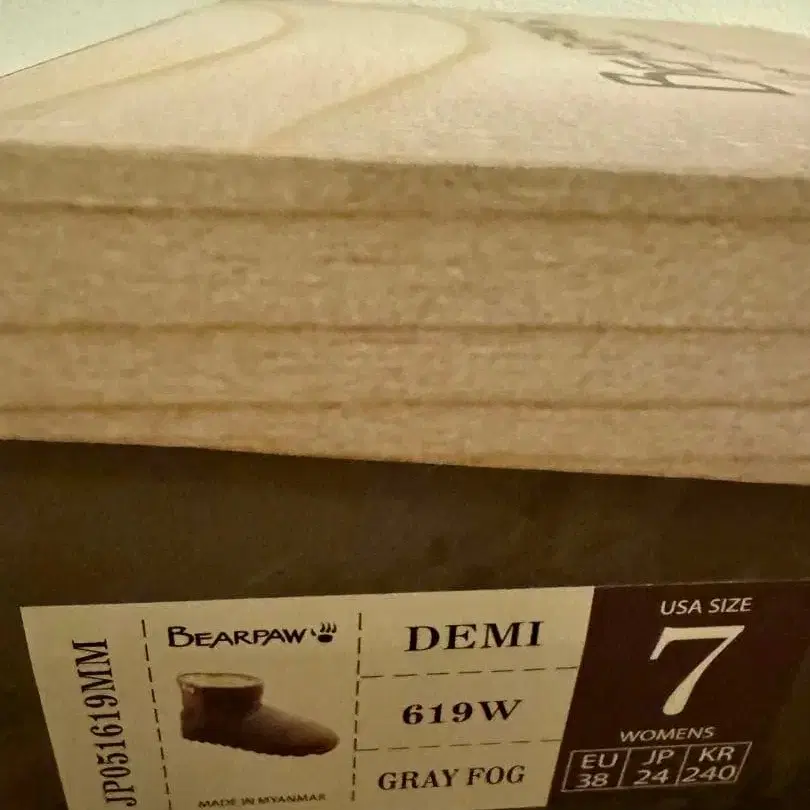 JP051619MM
BEARPAW
MADE IN MYANMAR
DEMI
619W
GRAY FOG
USA SIZE
7
WOMENS
EU JP KR
38 24 240